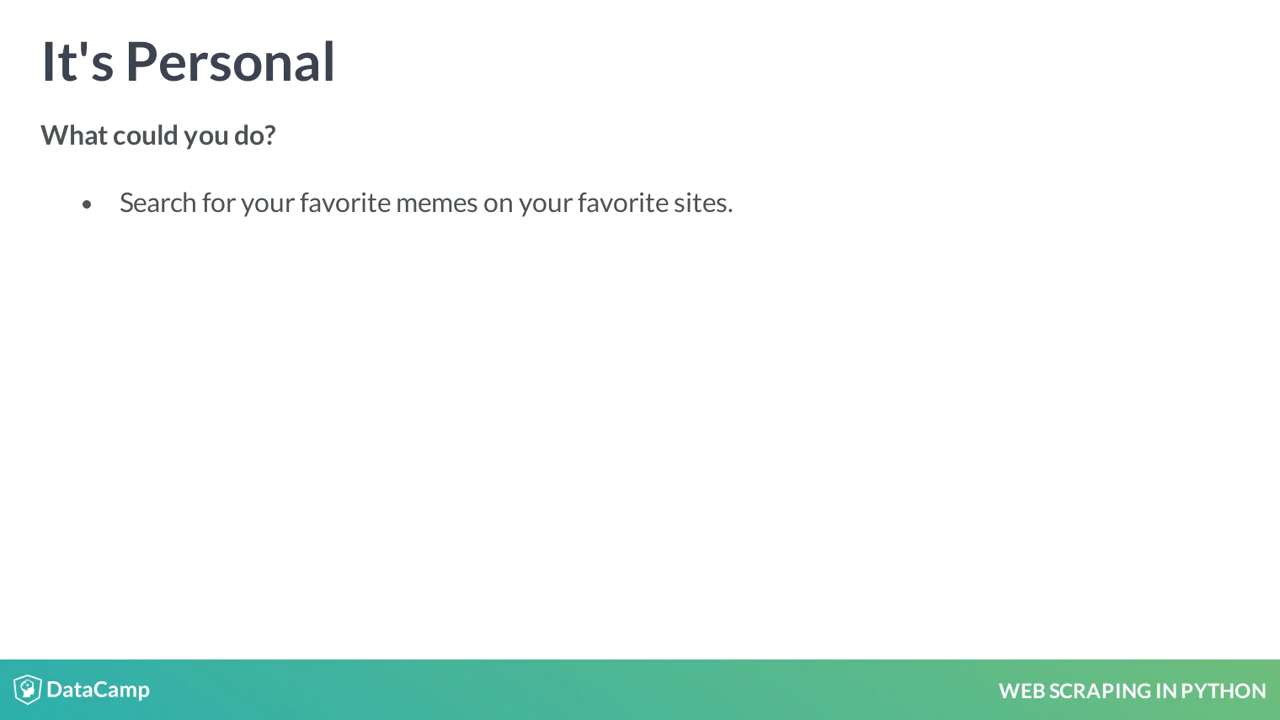 It's Personal
What could you do?
• Search for your favorite memes on your favorite sites.
DataCamp
WEB SCRAPING IN PYTHON